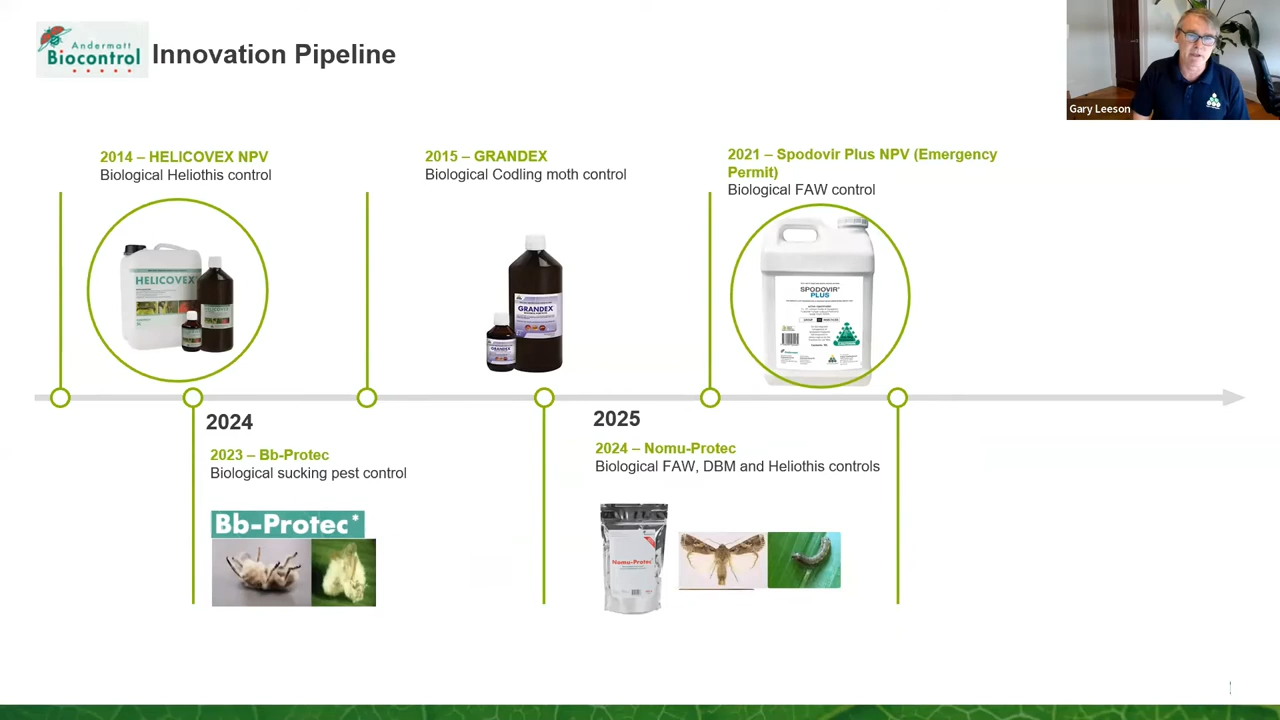 Andermatt
Biocontrol
Innovation Pipeline
Gary Leeson
2014 – HELICOVEX NPV
Biological Heliothis control
2015 – GRANDEX
Biological Codling moth control
2021 – Spodovir Plus NPV (Emergency
Permit)
Biological FAW control
HELICOVEX
HELICOVEX
GRANDEX
GRANDEX
SPODOVIR
PLUS
2024
2023 – Bb-Protec
Biological sucking pest control
Bb-Protec*
2025
2024 – Nomu-Protec
Biological FAW, DBM and Heliothis controls
Nomu-Protec